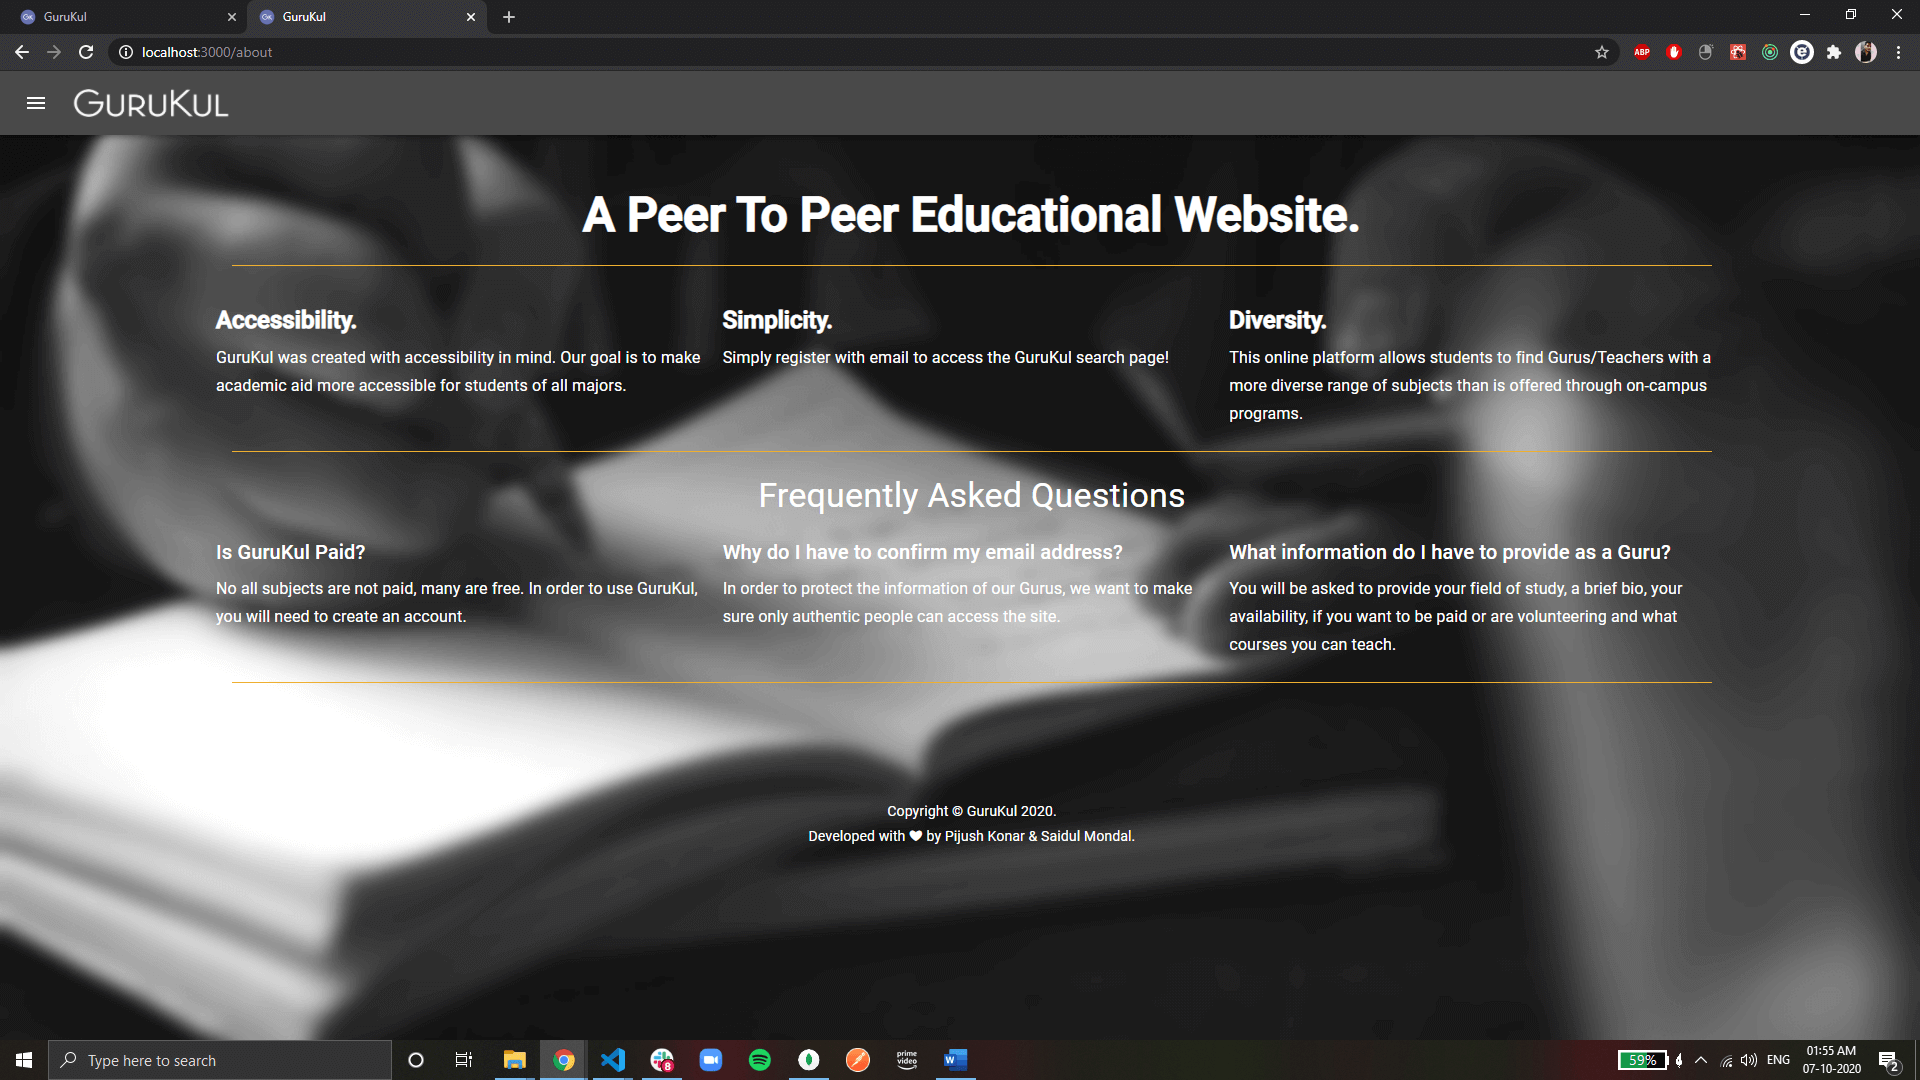 GuruKul
GuruKul
localhost:3000/about
ABP
GURUKUL
A Peer To Peer Educational Website.
Accessibility.
GuruKul was created with accessibility in mind. Our goal is to make
academic aid more accessible for students of all majors.
Simplicity.
Simply register with email to access the GuruKul search page!
Diversity.
This online platform allows students to find Gurus/Teachers with a
more diverse range of subjects than is offered through on-campus
programs.
Frequently Asked Questions
Is GuruKul Paid?
No all subjects are not paid, many are free. In order to use GuruKul,
you will need to create an account.
Why do I have to confirm my email address?
In order to protect the information of our Gurus, we want to make
sure only authentic people can access the site.
What information do I have to provide as a Guru?
You will be asked to provide your field of study, a brief bio, your
availability, if you want to be paid or are volunteering and what
courses you can teach.
Copyright © GuruKul 2020.
Developed with ♥ by Pijush Konar & Saidul Mondal.
Type here to search
8
prime
video
W
59%
ENG
01:55 AM
07-10-2020
2